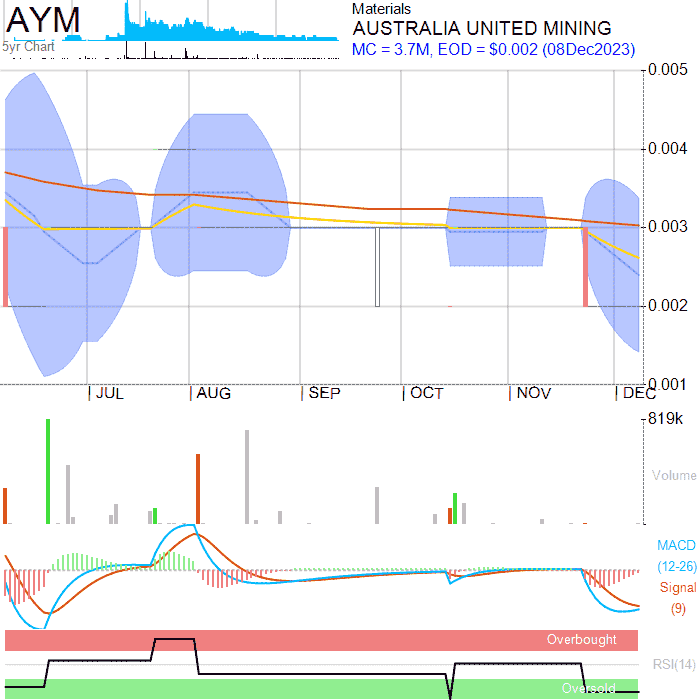 AYM
5yr Chart
Materials
AUSTRALIA UNITED MINING
MC = 3.7M, EOD = $0.002 (08Dec2023)
0.005
0.004
0.003
0.002
0.001
JUL
AUG
SEP
OCT
NOV
DEC
819k
Volume
MACD
(12-26)
Signal
(9)
Overbought
RSI(14)
Oversold